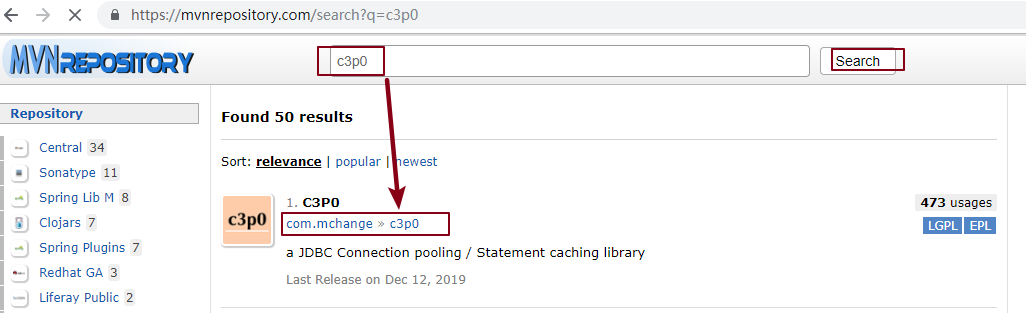 https://mvnrepository.com/search?q=c3p0
MVNREPOSITORY
c3p0
Search
Repository
Central 34
Sonatype 11
Spring Lib M 8
Clojars 7
Spring Plugins 7
Redhat GA 3
Liferay Public 2
Found 50 results
Sort: relevance | popular | newest
c3p0
1. C3P0
473 usages
com.mchange » c3p0
LGPL EPL
a JDBC Connection pooling / Statement caching library
Last Release on Dec 12, 2019